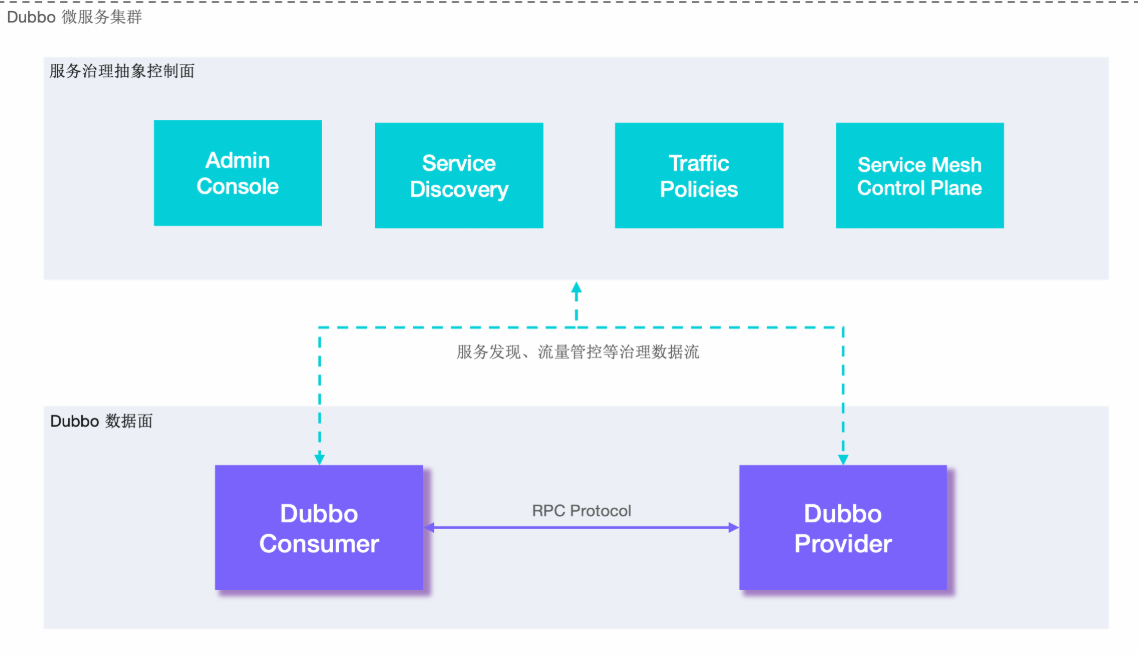 Dubbo 微服务集群
服务治理抽象控制面
Admin
Console
Service
Discovery
Traffic
Policies
Service Mesh
Control Plane
服务发现、流量管控等治理数据流
Dubbo 数据面
Dubbo
Consumer
RPC Protocol
Dubbo
Provider